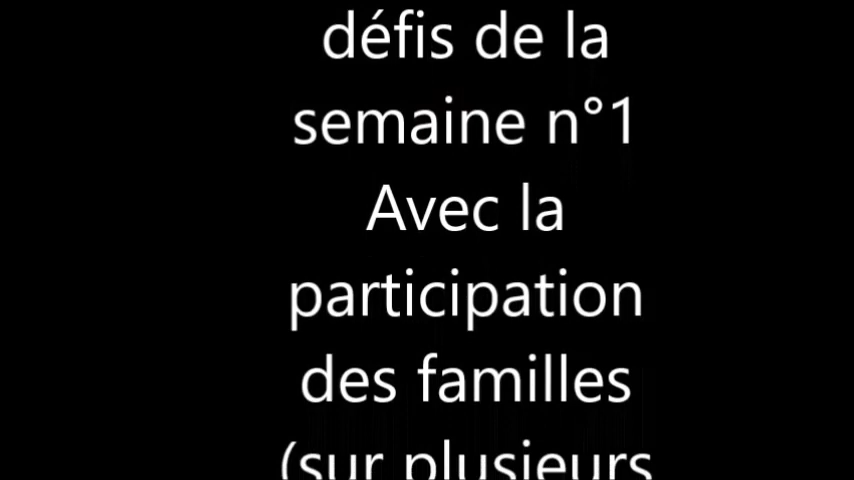 défis de la
semaine n°1
Avec la
participation
des familles
(sur plusieurs